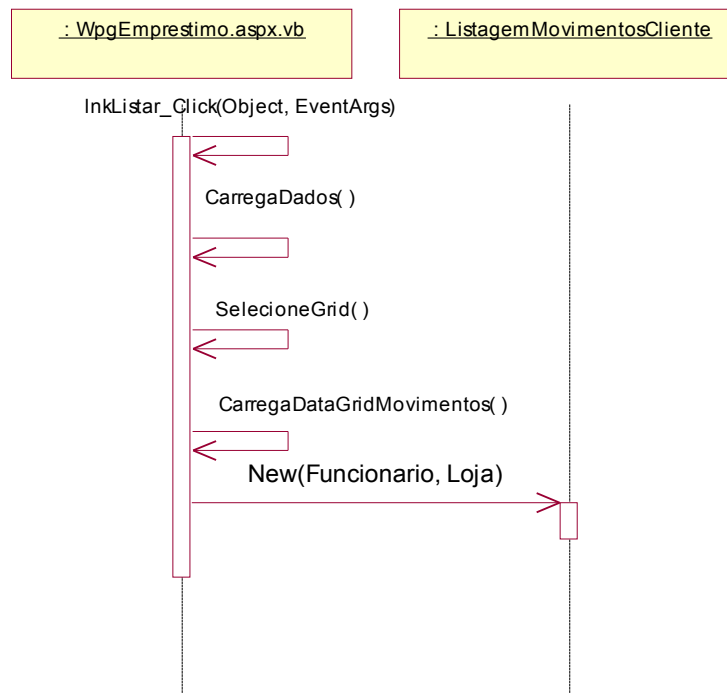 : WpgEmprestimo.aspx.vb
: ListagemMovimentosCliente
lnkListar_Click(Object, EventArgs)
CarregaDados( )
SelecioneGrid( )
CarregaDataGridMovimentos( )
New(Funcionario, Loja)